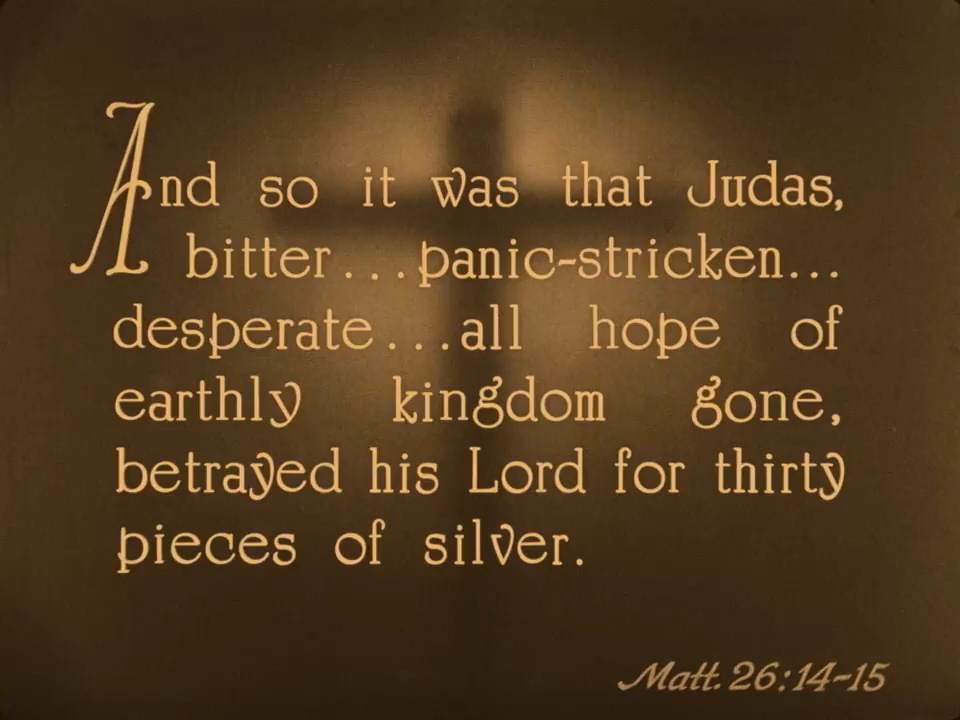 And so it was that Judas,
bitter...panic-stricken...
desperate...all hope of
earthly kingdom gone,
betrayed his Lord for thirty
pieces of silver.
Matt. 26:14-15